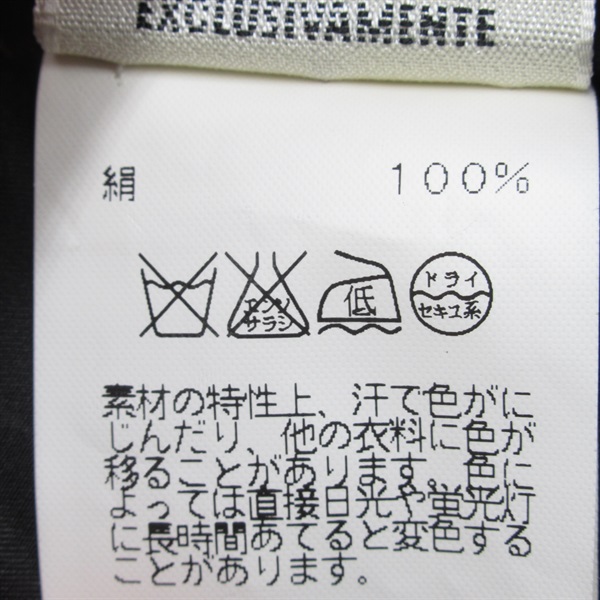 EXCLUSIVAMENTE
絹 100%
エンソ
サラシ
低
ドライ
セキユ系
素材の特性上、汗で色がに
じんだり、他の衣料に色が
移ることがあります。色に
よっては直接日光や蛍光灯
に長時間あてると変色する
ことがあります。